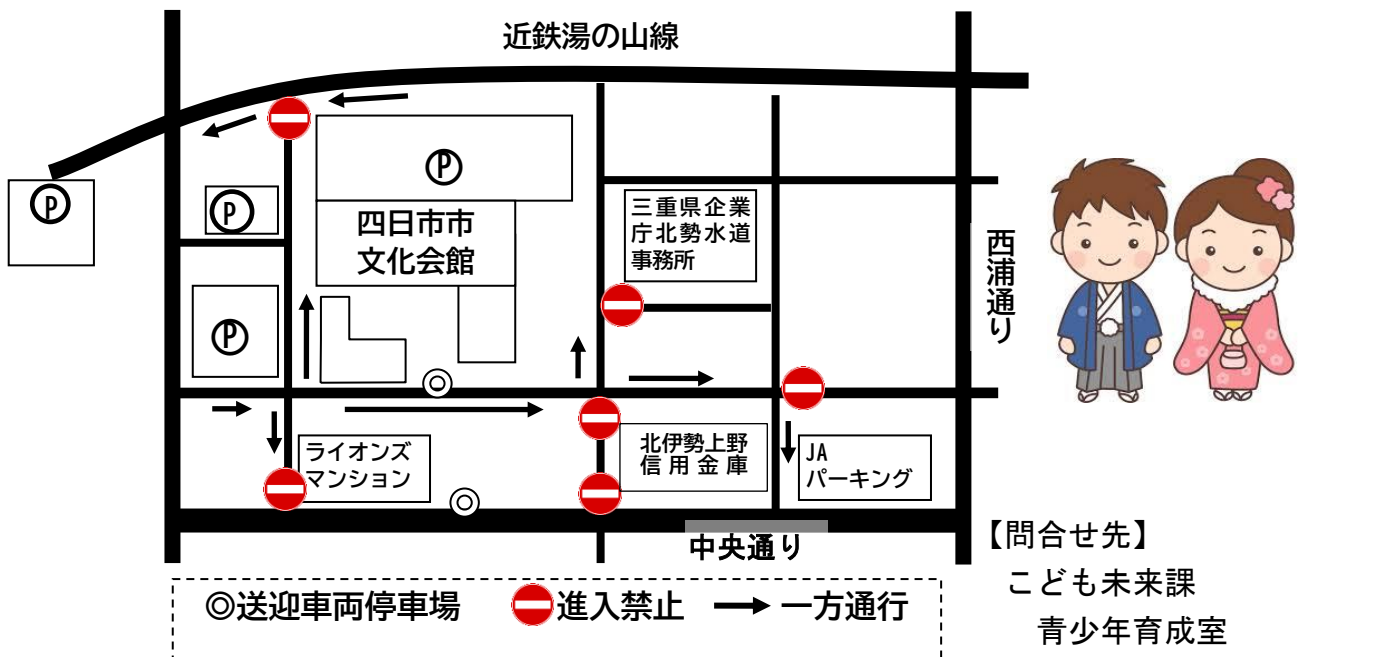 近鉄湯の山線
Ⓟ
Ⓟ
Ⓟ
四日市市
文化会館
三重県企業
庁北勢水道
事務所
西浦通り
Ⓟ
ライオンズ
マンション
北伊勢上野
信用金庫
JA
パーキング
中央通り
◎送迎車両停車場 進入禁止 一方通行
【問合せ先】
こども未来課
青少年育成室